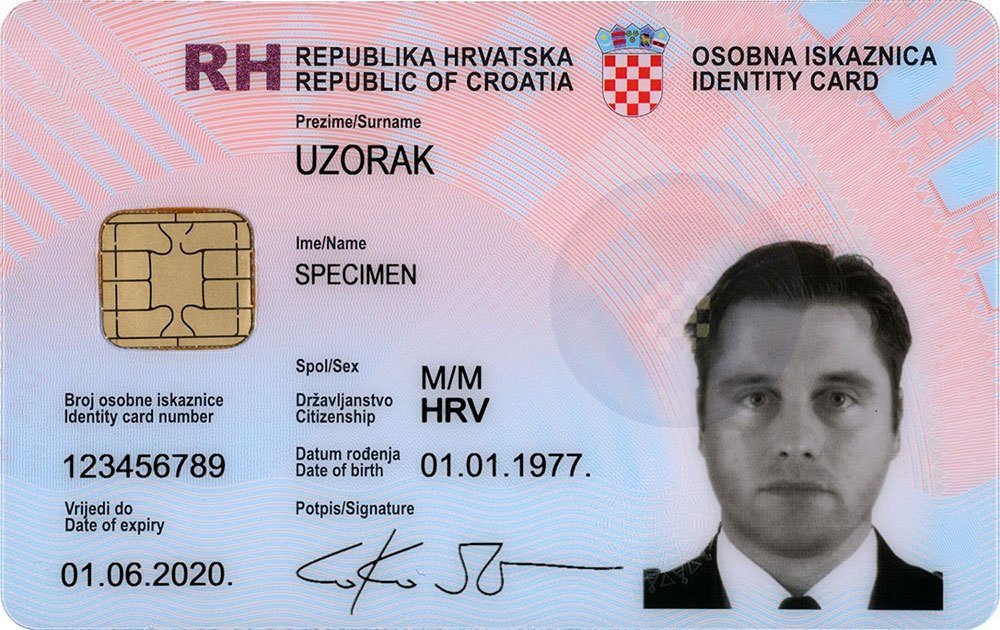 RH REPUBLIKA HRVATSKA
REPUBLIC OF CROATIA
OSOBNA ISKAZNICA
IDENTITY CARD
Prezime/Surname
UZORAK
Ime/Name
SPECIMEN
Spol/Sex
M/M
Državljanstvo
Citizenship
HRV
Broj osobne iskaznice
Identity card number
123456789
Datum rođenja
Date of birth
01.01.1977.
Vrijedi do
Date of expiry
01.06.2020.
Potpis/Signature